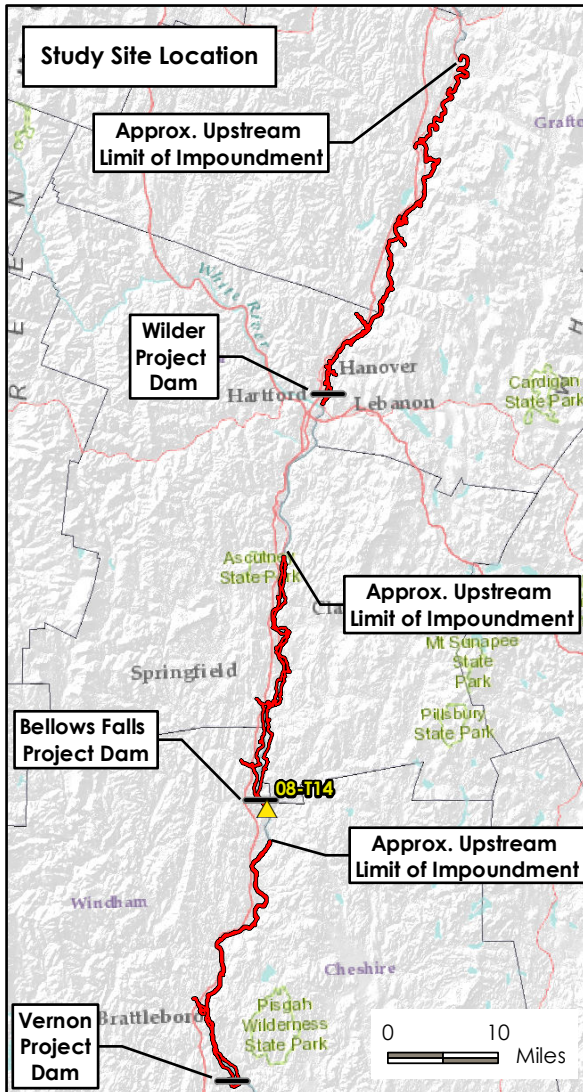 Study Site Location
Approx. Upstream
Limit of Impoundment
Grafto
White River
Wilder
Project
Dam
Hanover
Hartford
Lebanon
Cardigan
State Park
Ascutney
State Park
Approx. Upstream
Limit of Impoundment
Mt Sunapee
State
Park
Springfield
Pillsbury
State Park
Bellows Falls
Project Dam
08-T14
Approx. Upstream
Limit of Impoundment
Windham
Cheshire
Brattleboro
Pisgah
Wilderness
State Park
Vernon
Project
Dam
0 10
Miles